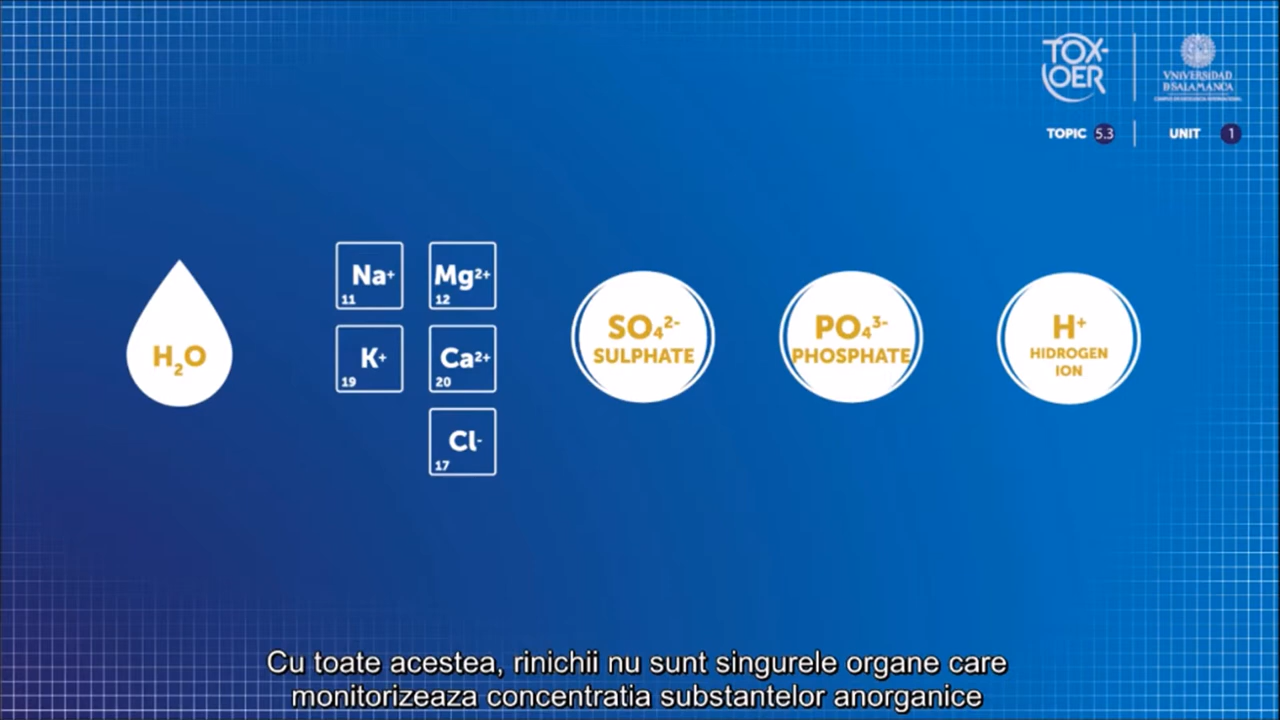 TOX-
OER
VNIVERSIDAD
D SALAMANCA
TOPIC 5.3
UNIT 1
H₂O
Na+
11
Mg2+
12
K+
19
Ca2+
20
Cl-
17
SO₄²⁻
SULPHATE
PO₄³⁻
PHOSPHATE
H⁺
HIDROGEN
ION
Cu toate acestea, rinichii nu sunt singurele organe care
monitorizeaza concentratia substantelor anorganice